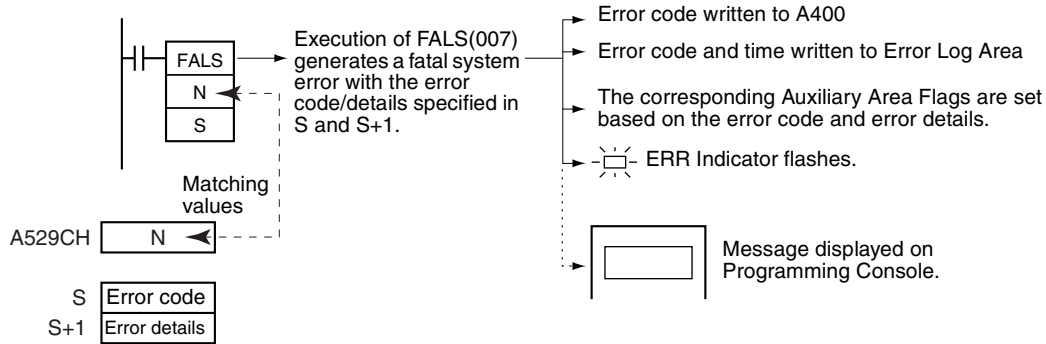 FALS
N
S
Execution of FALS(007)
generates a fatal system
error with the error
code/details specified in
S and S+1.
Error code written to A400
Error code and time written to Error Log Area
The corresponding Auxiliary Area Flags are set
based on the error code and error details.
ERR Indicator flashes.
Message displayed on
Programming Console.
Matching
values
A529CH N
S Error code
S+1 Error details